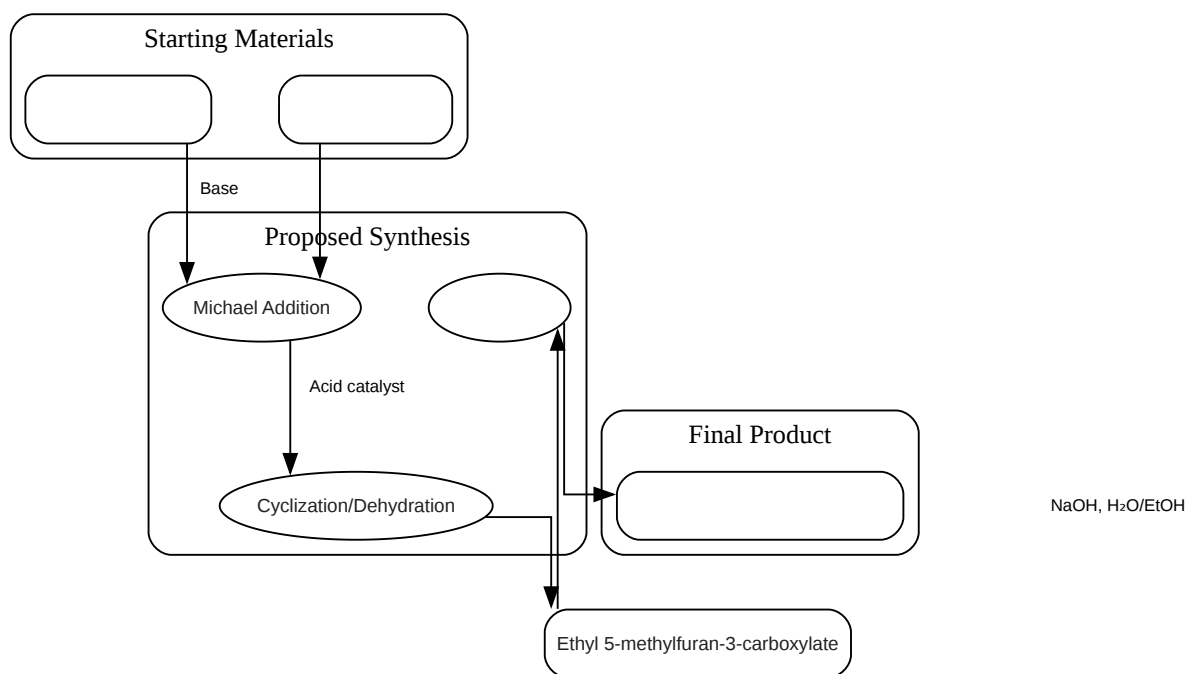 Starting Materials
Base
Proposed Synthesis
Michael Addition
Acid catalyst
Final Product
Cyclization/Dehydration
NaOH, H₂O/EtOH
Ethyl 5-methylfuran-3-carboxylate